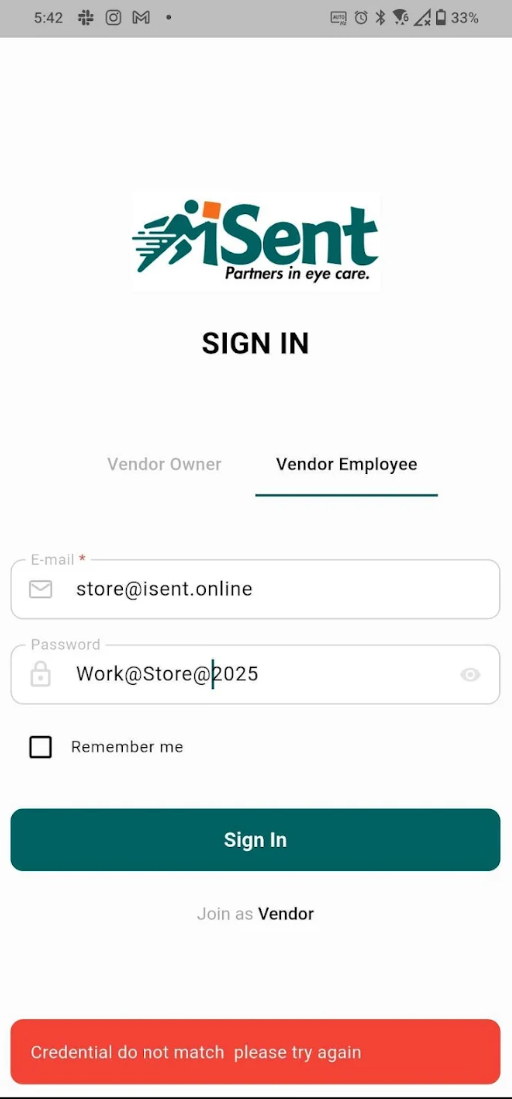 5:42
33%
iSent
Partners in eye care.
SIGN IN
Vendor Owner
Vendor Employee
E-mail *
store@isent.online
Password
Work@Store@2025
Remember me
Sign In
Join as Vendor
Credential do not match  please try again